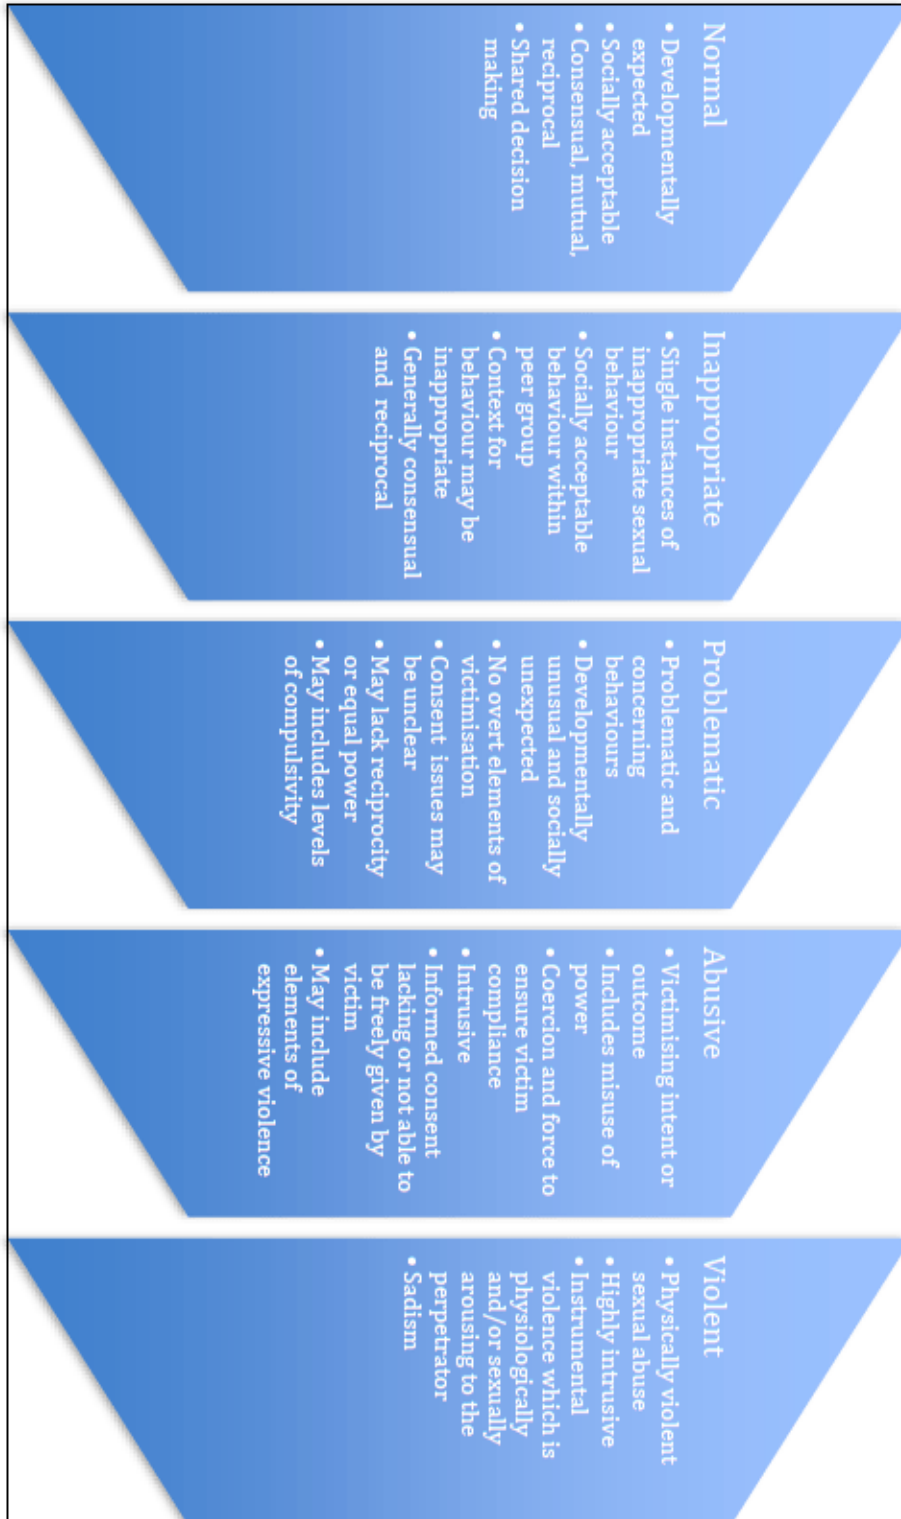 Normal
• Developmentally
expected
• Socially acceptable
• Consensual, mutual,
reciprocal
• Shared decision
making
Inappropriate
• Single instances of
inappropriate sexual
behaviour
• Socially acceptable
behaviour within
peer group
• Context for
behaviour may be
inappropriate
• Generally consensual
and reciprocal
Problematic
• Problematic and
concerning
behaviours
• Developmentally
unusual and socially
unexpected
• No overt elements of
victimisation
• Consent issues may
be unclear
• May lack reciprocity
or equal power
• May includes levels
of compulsivity
Abusive
• Victimising intent or
outcome
• Includes misuse of
power
• Coercion and force to
ensure victim
compliance
• Intrusive
• Informed consent
lacking or not able to
be freely given by
victim
• May include
elements of
expressive violence
Violent
• Physically violent
sexual abuse
• Highly intrusive
• Instrumental
violence which is
physiologically
and/or sexually
arousing to the
perpetrator
• Sadism